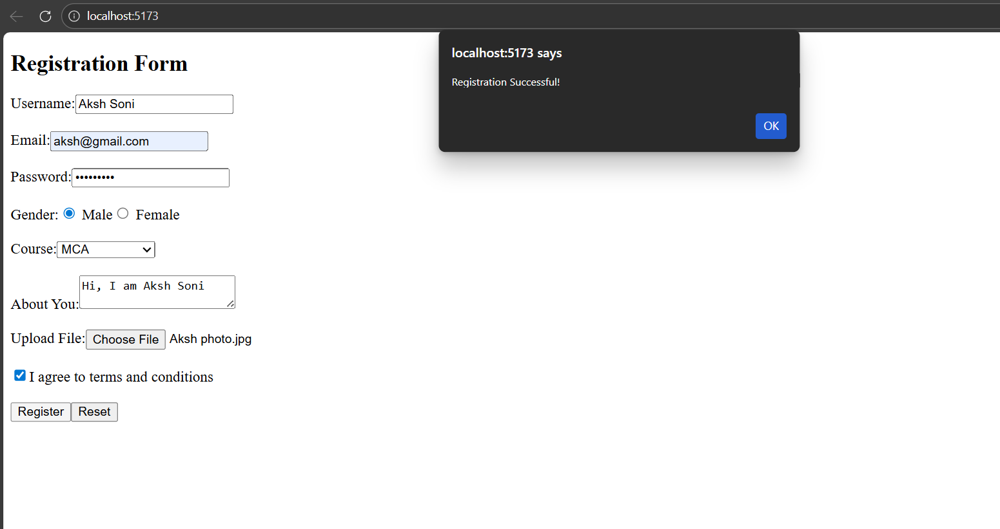 localhost:5173
localhost:5173 says
Registration Successful!
OK
Registration Form
Username: Aksh Soni
Email: aksh@gmail.com
Password: •••••••••
Gender: Male Female
Course: MCA
About You: Hi, I am Aksh Soni
Upload File: Choose File Aksh photo.jpg
I agree to terms and conditions
Register Reset